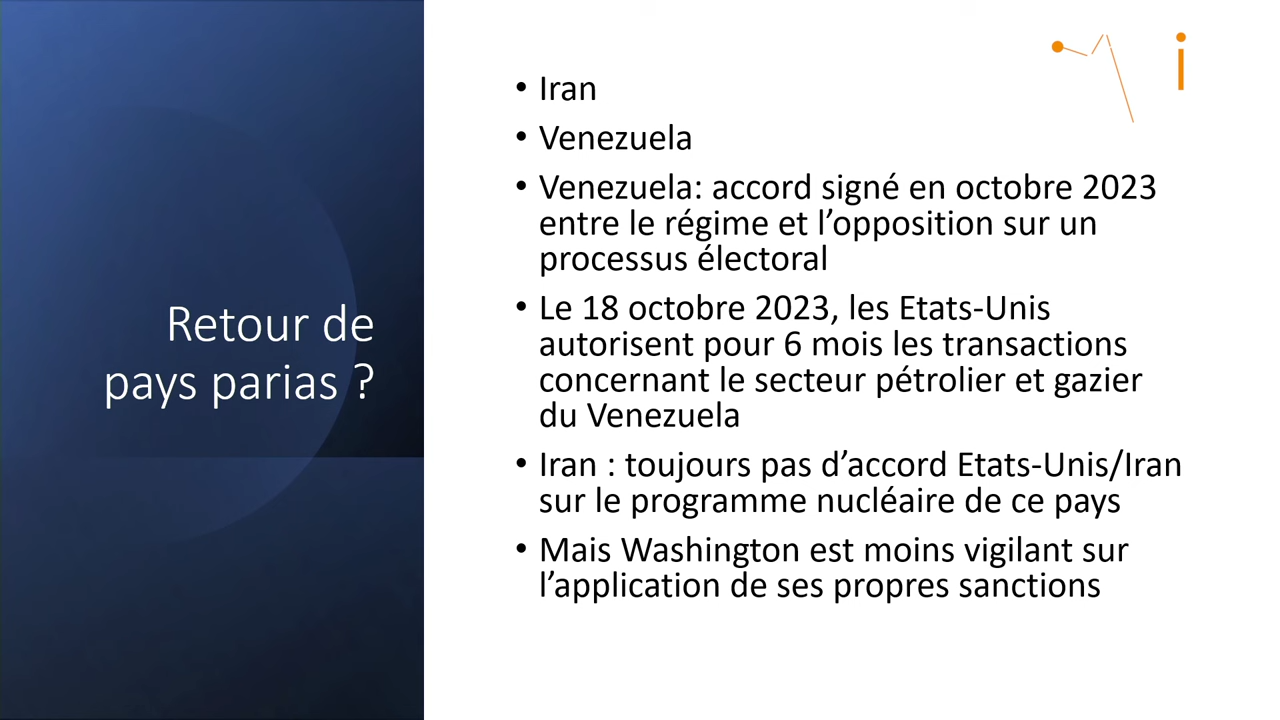 Retour de
pays parias ?
• Iran
• Venezuela
• Venezuela: accord signé en octobre 2023
entre le régime et l’opposition sur un
processus électoral
• Le 18 octobre 2023, les Etats-Unis
autorisent pour 6 mois les transactions
concernant le secteur pétrolier et gazier
du Venezuela
• Iran : toujours pas d’accord Etats-Unis/Iran
sur le programme nucléaire de ce pays
• Mais Washington est moins vigilant sur
l’application de ses propres sanctions